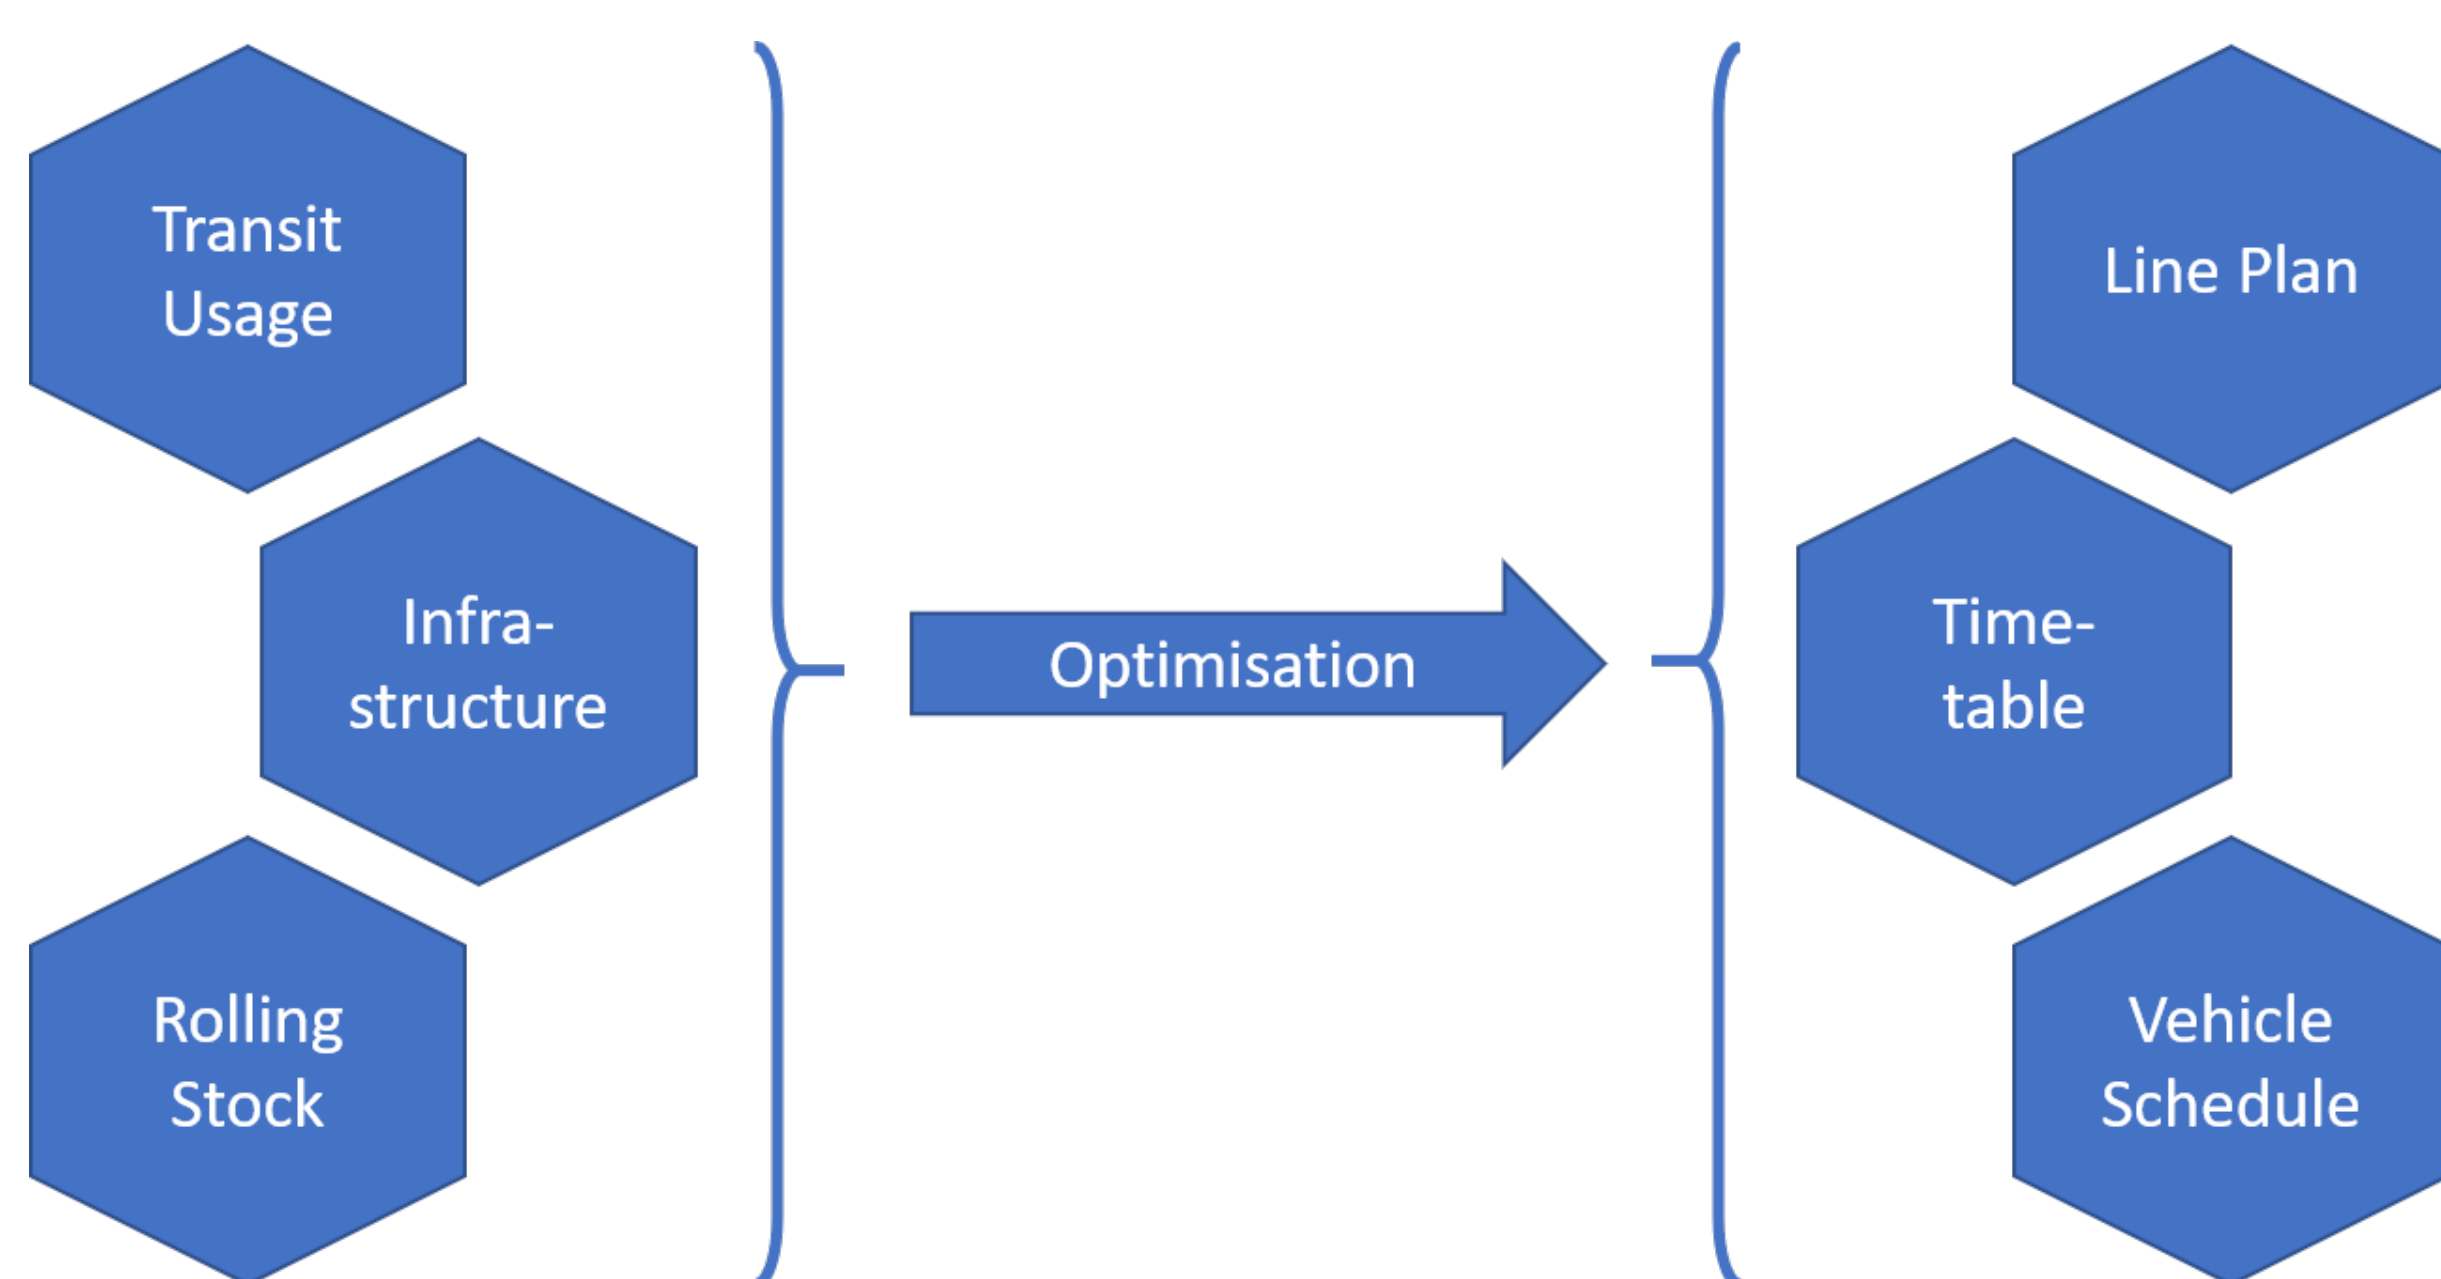 Transit
Usage
Infra-
structure
Rolling
Stock
Optimisation
Line Plan
Time-
table
Vehicle
Schedule